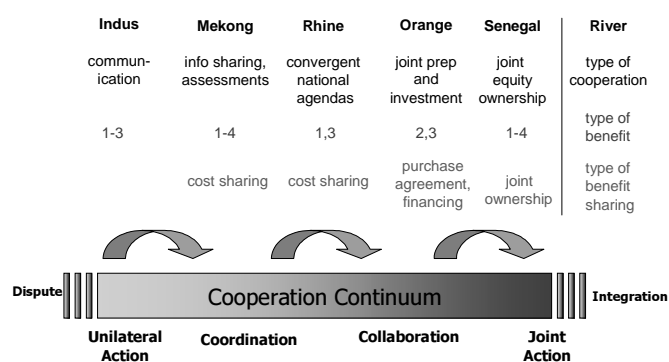 Indus Mekong Rhine Orange Senegal River
commun-
ication
info sharing,
assessments
convergent
national
agendas
joint prep
and
investment
joint
equity
ownership
type of
cooperation
1-3 1-4 1,3 2,3 1-4
type of
benefit
cost sharing cost sharing
purchase
agreement,
financing
joint
ownership
type of
benefit
sharing
Dispute
Cooperation Continuum
Integration
Unilateral
Action
Coordination
Collaboration
Joint
Action